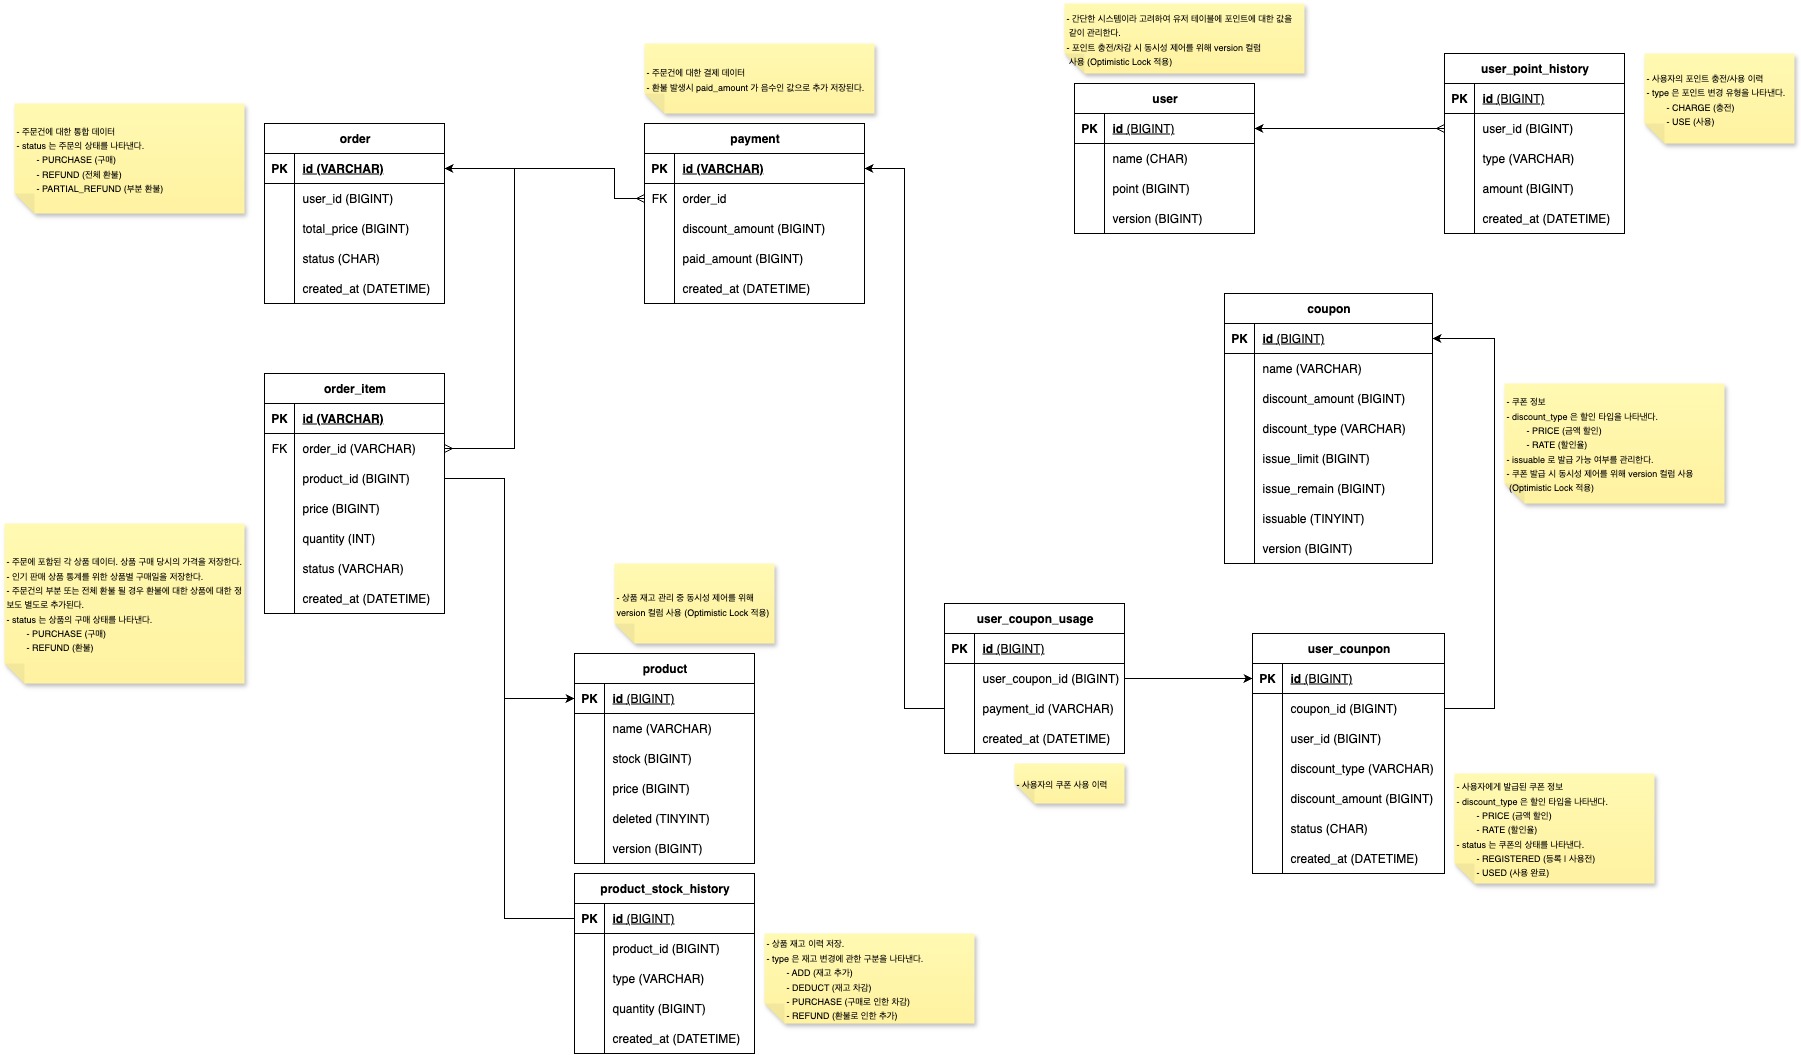 - 간단한 시스템이라 고려하여 유저 테이블에 포인트에 대한 값을
같이 관리한다.
- 포인트 충전/차감 시 동시성 제어를 위해 version 컬럼
사용 (Optimistic Lock 적용)
user
PK id (BIGINT)
name (CHAR)
point (BIGINT)
version (BIGINT)
user_point_history
PK id (BIGINT)
user_id (BIGINT)
type (VARCHAR)
amount (BIGINT)
created_at (DATETIME)
- 사용자의 포인트 충전/사용 이력
- type 은 포인트 변경 유형을 나타낸다.
- CHARGE (충전)
- USE (사용)
- 주문건에 대한 결제 데이터
- 환불 발생시 paid_amount 가 음수인 값으로 추가 저장된다.
- 주문건에 대한 통합 데이터
- status 는 주문의 상태를 나타낸다.
- PURCHASE (구매)
- REFUND (전체 환불)
- PARTIAL_REFUND (부분 환불)
order
PK id (VARCHAR)
user_id (BIGINT)
total_price (BIGINT)
status (CHAR)
created_at (DATETIME)
payment
PK id (VARCHAR)
FK order_id
discount_amount (BIGINT)
paid_amount (BIGINT)
created_at (DATETIME)
coupon
PK id (BIGINT)
name (VARCHAR)
discount_amount (BIGINT)
discount_type (VARCHAR)
issue_limit (BIGINT)
issue_remain (BIGINT)
issuable (TINYINT)
version (BIGINT)
- 쿠폰 정보
- discount_type 은 할인 타입을 나타낸다.
- PRICE (금액 할인)
- RATE (할인율)
- issuable 로 발급 가능 여부를 관리한다.
- 쿠폰 발급 시 동시성 제어를 위해 version 컬럼 사용
(Optimistic Lock 적용)
order_item
PK id (VARCHAR)
FK order_id (VARCHAR)
product_id (BIGINT)
price (BIGINT)
quantity (INT)
status (VARCHAR)
created_at (DATETIME)
- 주문에 포함된 각 상품 데이터. 상품 구매 당시의 가격을 저장한다.
- 인기 판매 상품 통계를 위한 상품별 구매일을 저장한다.
- 주문건의 부분 또는 전체 환불 될 경우 환불에 대한 상품에 대한 정
보도 별도로 추가된다.
- status 는 상품의 구매 상태를 나타낸다.
- PURCHASE (구매)
- REFUND (환불)
- 상품 재고 관리 중 동시성 제어를 위해
version 컬럼 사용 (Optimistic Lock 적용)
product
PK id (BIGINT)
name (VARCHAR)
stock (BIGINT)
price (BIGINT)
deleted (TINYINT)
version (BIGINT)
user_coupon_usage
PK id (BIGINT)
user_coupon_id (BIGINT)
payment_id (VARCHAR)
created_at (DATETIME)
- 사용자의 쿠폰 사용 이력
user_counpon
PK id (BIGINT)
coupon_id (BIGINT)
user_id (BIGINT)
discount_type (VARCHAR)
discount_amount (BIGINT)
status (CHAR)
created_at (DATETIME)
- 사용자에게 발급된 쿠폰 정보
- discount_type 은 할인 타입을 나타낸다.
- PRICE (금액 할인)
- RATE (할인율)
- status 는 쿠폰의 상태를 나타낸다.
- REGISTERED (등록 | 사용전)
- USED (사용 완료)
product_stock_history
PK id (BIGINT)
product_id (BIGINT)
type (VARCHAR)
quantity (BIGINT)
created_at (DATETIME)
- 상품 재고 이력 저장.
- type 은 재고 변경에 관한 구분을 나타낸다.
- ADD (재고 추가)
- DEDUCT (재고 차감)
- PURCHASE (구매로 인한 차감)
- REFUND (환불로 인한 추가)